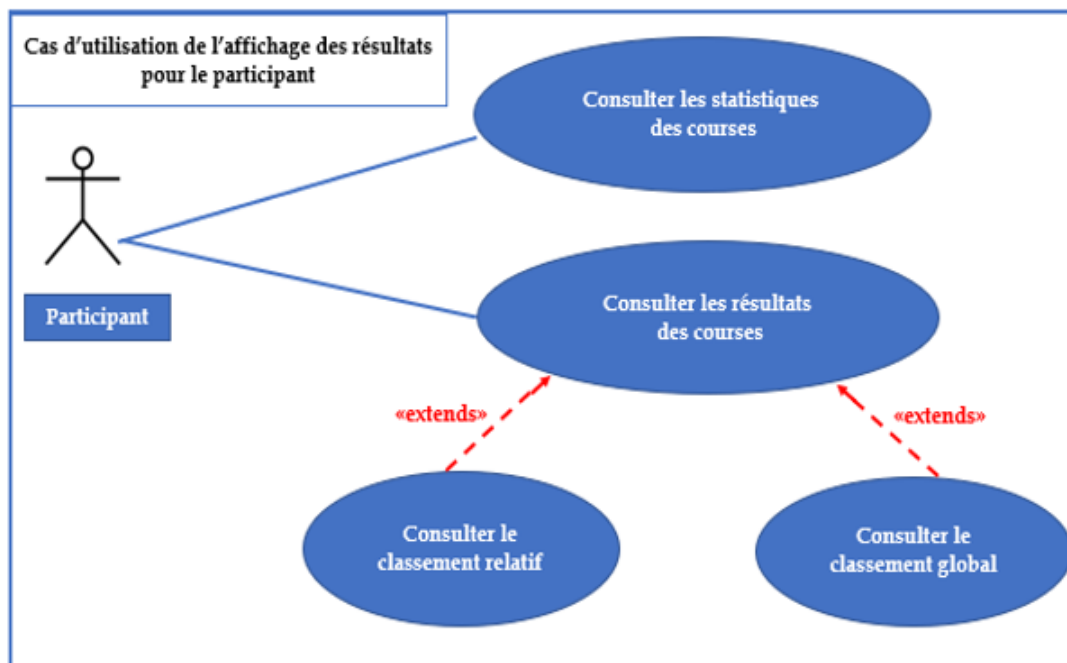 Cas d'utilisation de l'affichage des résultats
pour le participant
Consulter les statistiques
des courses
Participant
Consulter les résultats
des courses
«extends»
«extends»
Consulter le
classement relatif
Consulter le
classement global